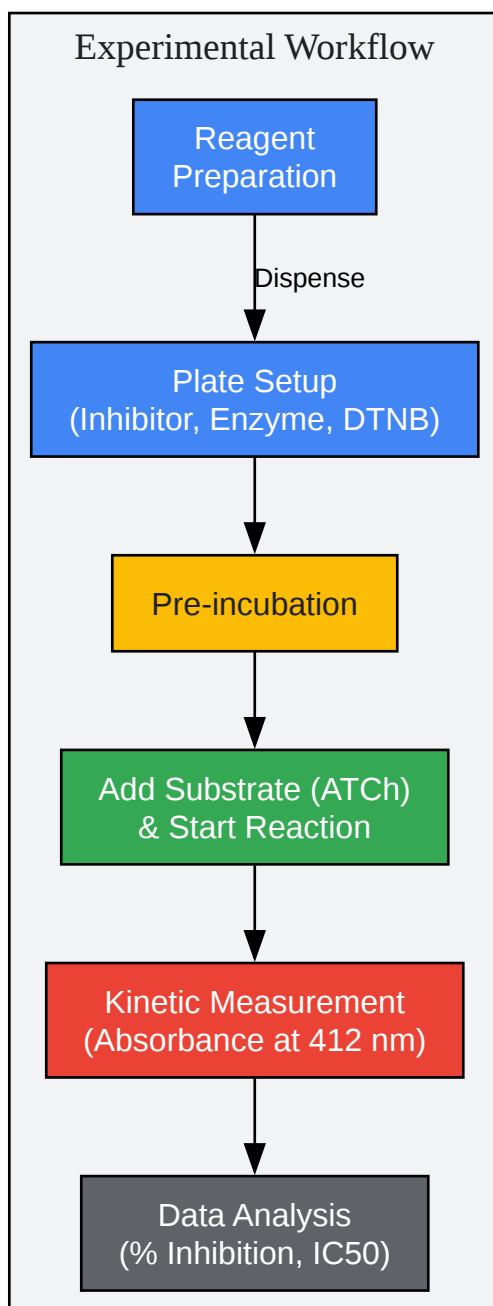 Experimental Workflow
Reagent
Preparation
Dispense
Plate Setup
(Inhibitor, Enzyme, DTNB)
Pre-incubation
Add Substrate (ATCh)
& Start Reaction
Kinetic Measurement
(Absorbance at 412 nm)
Data Analysis
(% Inhibition, IC50)